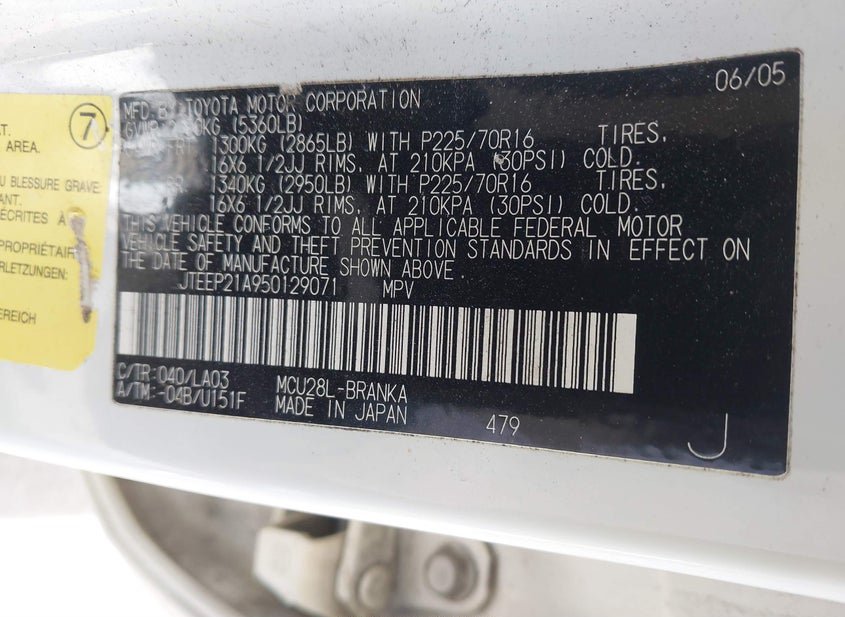 7
AT.
AREA.
BLESSURE GRAVE:
ANT.
ÉCRITES À
PROPRIÉTAIR
RLETZUNGEN:
EREICH
06/05
MFD. BY TOYOTA MOTOR CORPORATION
(5360LB)
1300KG (2865LB) WITH P225/70R16 TIRES,
16X6 1/2JJ RIMS, AT 210KPA (30PSI) COLD.
1340KG (2950LB) WITH P225/70R16 TIRES,
16X6 1/2JJ RIMS, AT 210KPA (30PSI) COLD.
THIS VEHICLE CONFORMS TO ALL APPLICABLE FEDERAL MOTOR
VEHICLE SAFETY AND THEFT PREVENTION STANDARDS IN EFFECT ON
THE DATE OF MANUFACTURE SHOWN ABOVE.
JTEEP21A950129071 MPV
C/TR:040/LA03 MCU28L-BRANKA
A/TM:-04B/U151F MADE IN JAPAN 479
J